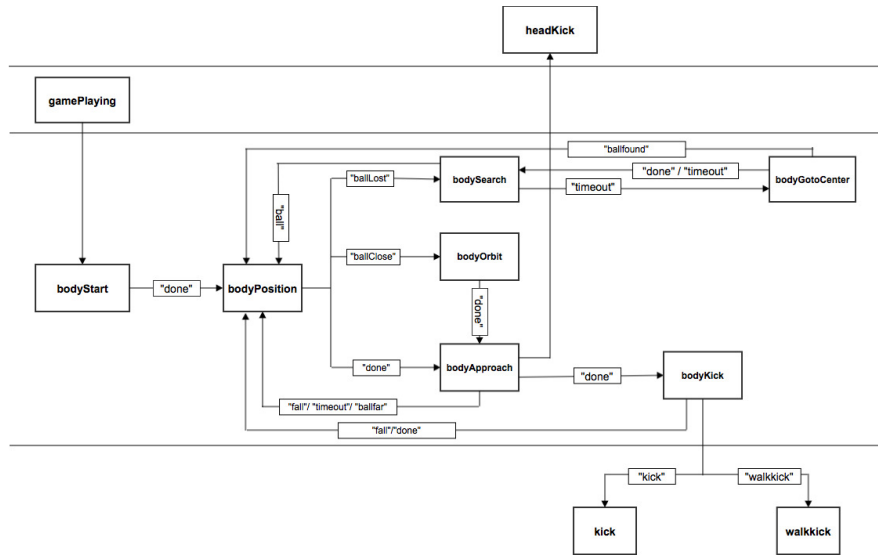 headKick
gamePlaying
"ballfound"
"ballLost"
bodySearch
"done" / "timeout"
"timeout"
bodyGotoCenter
"ball"
bodyStart
"done"
bodyPosition
"ballClose"
bodyOrbit
"done"
"done"
bodyApproach
"done"
bodyKick
"fall"/ "timeout"/ "ballfar"
"fall"/"done"
"kick"
"walkkick"
kick
walkkick